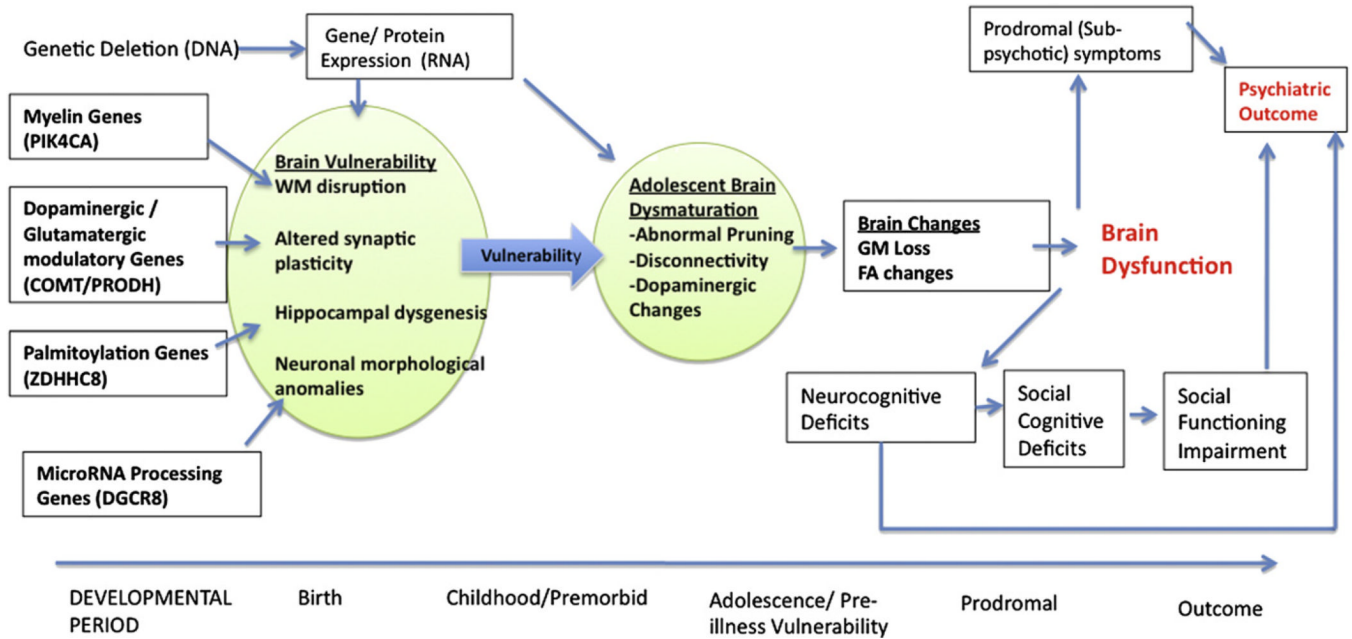 Genetic Deletion (DNA)
Gene/ Protein
Expression (RNA)
Myelin Genes
(PIK4CA)
Dopaminergic /
Glutamatergic
modulatory Genes
(COMT/PRODH)
Palmitoylation Genes
(ZDHHC8)
MicroRNA Processing
Genes (DGCR8)
Brain Vulnerability
WM disruption
Altered synaptic
plasticity
Hippocampal dysgenesis
Neuronal morphological
anomalies
Vulnerability
Adolescent Brain
Dysmaturation
-Abnormal Pruning
-Disconnectivity
-Dopaminergic
Changes
Brain Changes
GM Loss
FA changes
Brain
Dysfunction
Prodromal (Sub-
psychotic) symptoms
Psychiatric
Outcome
Neurocognitive
Deficits
Social
Cognitive
Deficits
Social
Functioning
Impairment
DEVELOPMENTAL
PERIOD
Birth
Childhood/Premorbid
Adolescence/ Pre-
illness Vulnerability
Prodromal
Outcome